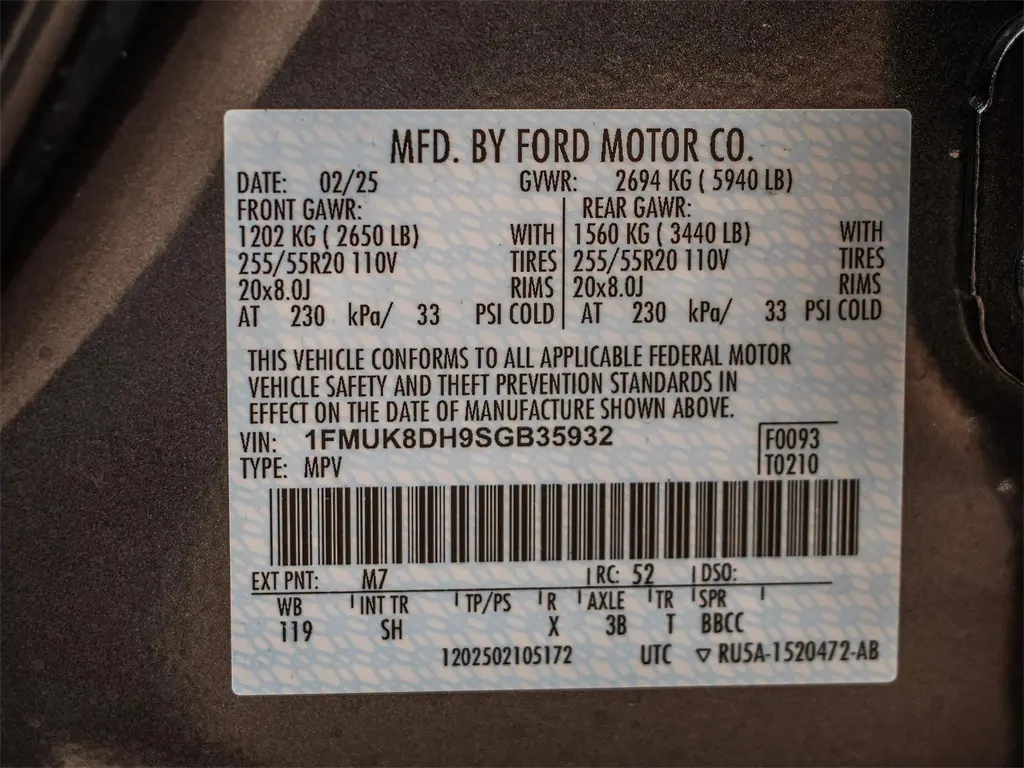 MFD. BY FORD MOTOR CO.
DATE: 02/25 GVWR: 2694 KG ( 5940 LB)
FRONT GAWR: REAR GAWR:
1202 KG ( 2650 LB) WITH 1560 KG ( 3440 LB) WITH
255/55R20 110V TIRES 255/55R20 110V TIRES
20x8.0J RIMS 20x8.0J RIMS
AT 230 kPa/ 33 PSI COLD AT 230 kPa/ 33 PSI COLD
THIS VEHICLE CONFORMS TO ALL APPLICABLE FEDERAL MOTOR
VEHICLE SAFETY AND THEFT PREVENTION STANDARDS IN
EFFECT ON THE DATE OF MANUFACTURE SHOWN ABOVE.
VIN: 1FMUK8DH9SGB35932 F0093
TYPE: MPV T0210
EXT PNT: M7 RC: 52 DSO:
WB INT TR TP/PS R AXLE TR SPR
119 SH X 3B T BBCC
1202502105172 UTC ▽ RU5A-1520472-AB